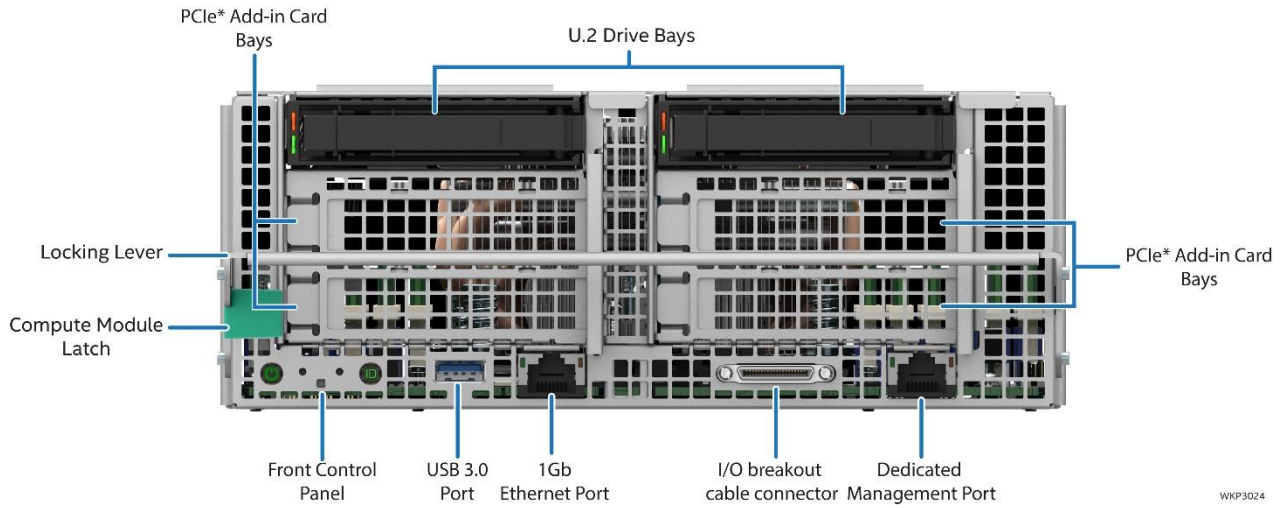 PCIe* Add-in Card
Bays
U.2 Drive Bays
Locking Lever
PCIe* Add-in Card
Bays
Compute Module
Latch
ID
Front Control
Panel
USB 3.0
Port
1Gb
Ethernet Port
I/O breakout
cable connector
Dedicated
Management Port
WKP3024